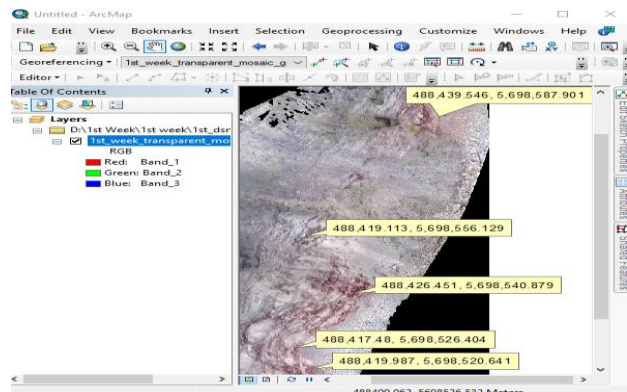 Untitled - ArcMap
File Edit View Bookmarks Insert Selection Geoprocessing Customize Windows Help
Georeferencing 1st_week_transparent_mosaic_g
Editor
Table Of Contents
Layers
D:\1st Week\1st week\1st_dsr
1st_week_transparent_mo
RGB
Red: Band_1
Green: Band_2
Blue: Band_3
488,439.546, 5,698,587.901
488,419.113, 5,698,556.129
488,426.451, 5,698,540.879
488,417.48, 5,698,526.404
488,419.987, 5,698,520.641
Edit Sketch Properties
Attributes
Shared Features